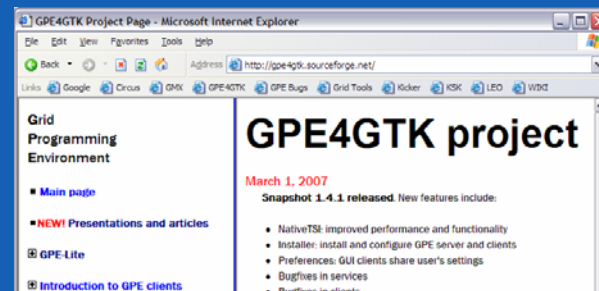 GPE4GTK Project Page - Microsoft Internet Explorer
File Edit View Favorites Tools Help
Back Address http://gpe4gtk.sourceforge.net/
Links Google Circus GMX GPE4GTK GPE Bugs Grid Tools Kicker KSK LEO WIKI
Grid
Programming
Environment
Main page
NEW! Presentations and articles
GPE-Lite
Introduction to GPE clients
GPE4GTK project
March 1, 2007
Snapshot 1.4.1 released. New features include:
NativeTSI: improved performance and functionality
Installer: install and configure GPE server and clients
Preferences: GUI clients share user's settings
Bugfixes in services
Bugfixes in clients